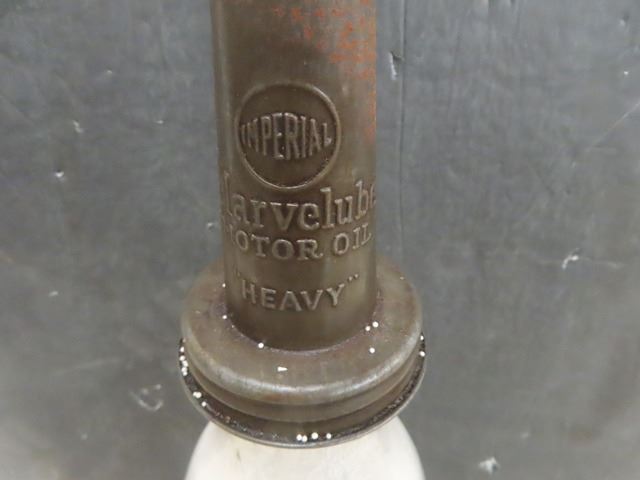 IMPERIAL
Marvelube
MOTOR OIL
"HEAVY"